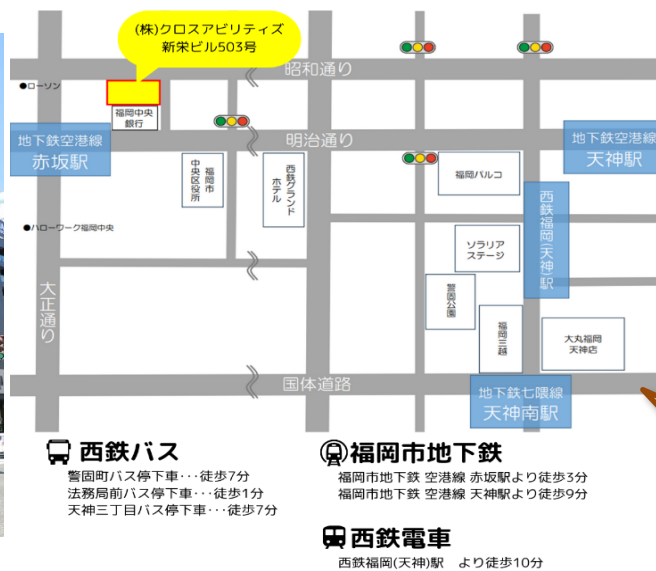 (株)クロスアビリティズ
新栄ビル503号
昭和通り
●ローソン
福岡中央
銀行
地下鉄空港線
赤坂駅
明治通り
地下鉄空港線
天神駅
福岡市
中央区役所
西鉄グランド
ホテル
福岡パルコ
西鉄福岡(天神)駅
●ハローワーク福岡中央
ソラリア
ステージ
大正通り
警固公園
福岡三越
大丸福岡
天神店
国体道路
地下鉄七隈線
天神南駅
西鉄バス
警固町バス停下車･･･徒歩7分
法務局前バス停下車･･･徒歩1分
天神三丁目バス停下車･･･徒歩7分
福岡市地下鉄
福岡市地下鉄 空港線 赤坂駅より徒歩3分
福岡市地下鉄 空港線 天神駅より徒歩9分
西鉄電車
西鉄福岡(天神)駅　より徒歩10分